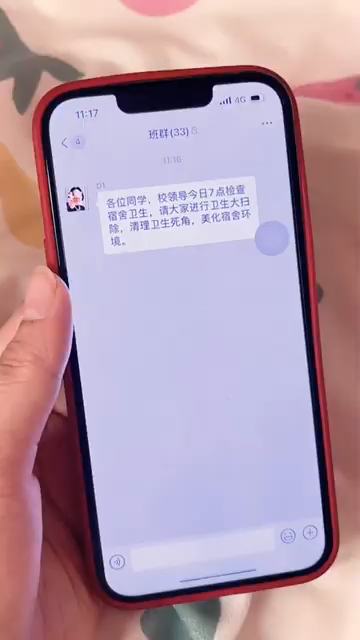 11:17
4G
4
班群(33)
11:16
各位同学，校领导今日7点检查
宿舍卫生，请大家进行卫生大扫
除，清理卫生死角，美化宿舍环
境。